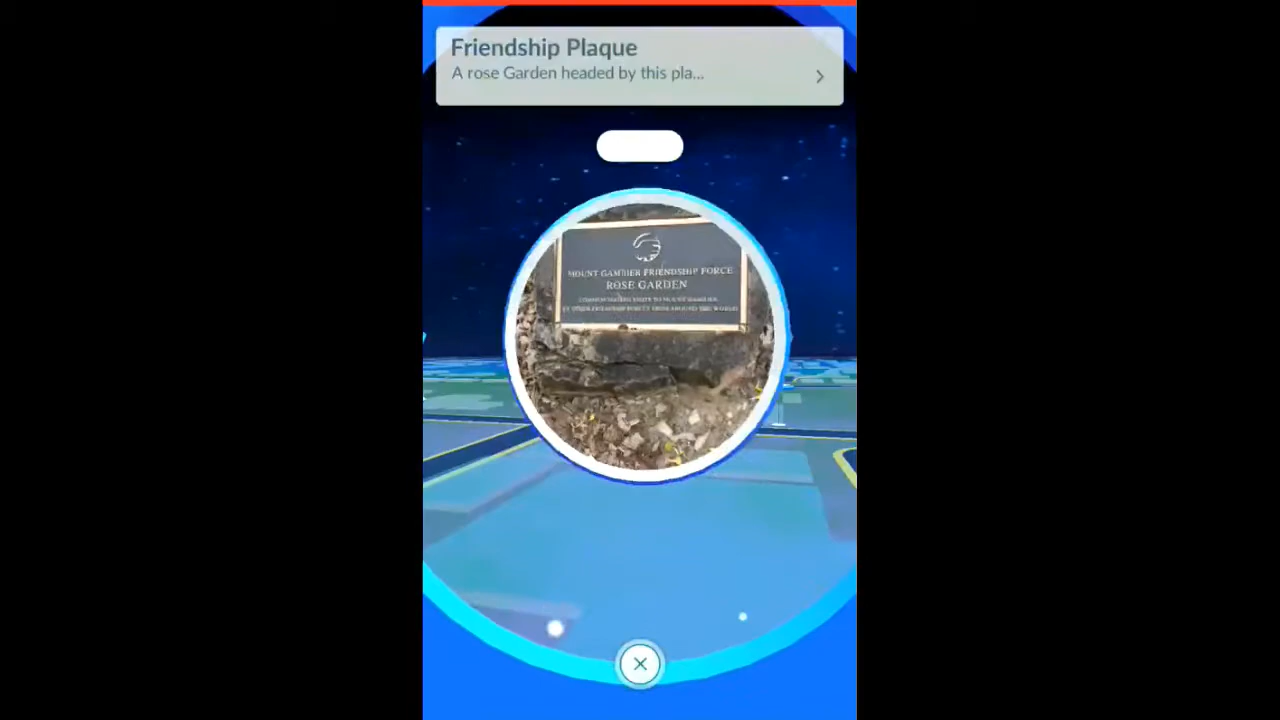 Friendship Plaque
A rose Garden headed by this pla...
MOUNT GAMBIER FRIENDSHIP FORCE
ROSE GARDEN